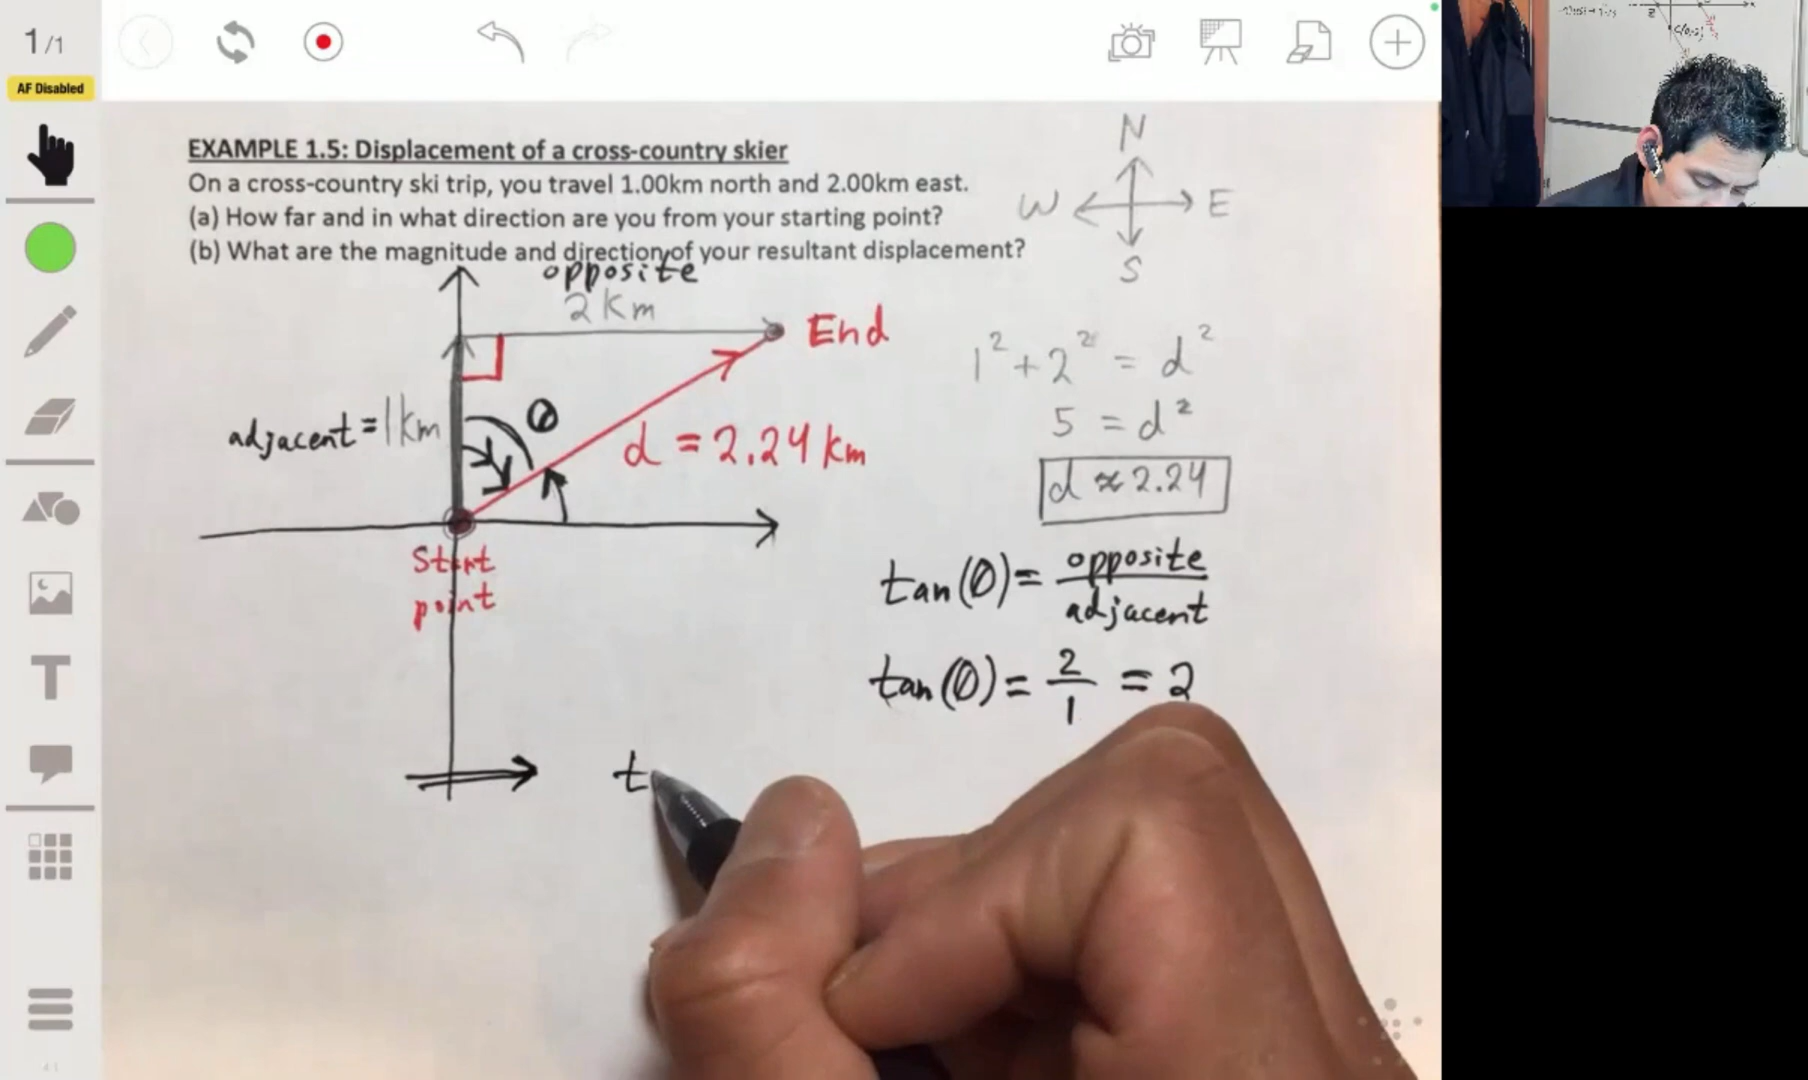 1/1
AF Disabled
EXAMPLE 1.5: Displacement of a cross-country skier
On a cross-country ski trip, you travel 1.00km north and 2.00km east.
(a) How far and in what direction are you from your starting point?
(b) What are the magnitude and direction of your resultant displacement?
N
W E
S
opposite
2 km
End
adjacent = 1 km
θ
d = 2.24 km
Start
point
1² + 2² = d²
5 = d²
d ≈ 2.24
tan(θ) = opposite / adjacent
tan(θ) = 2/1 = 2
t
T